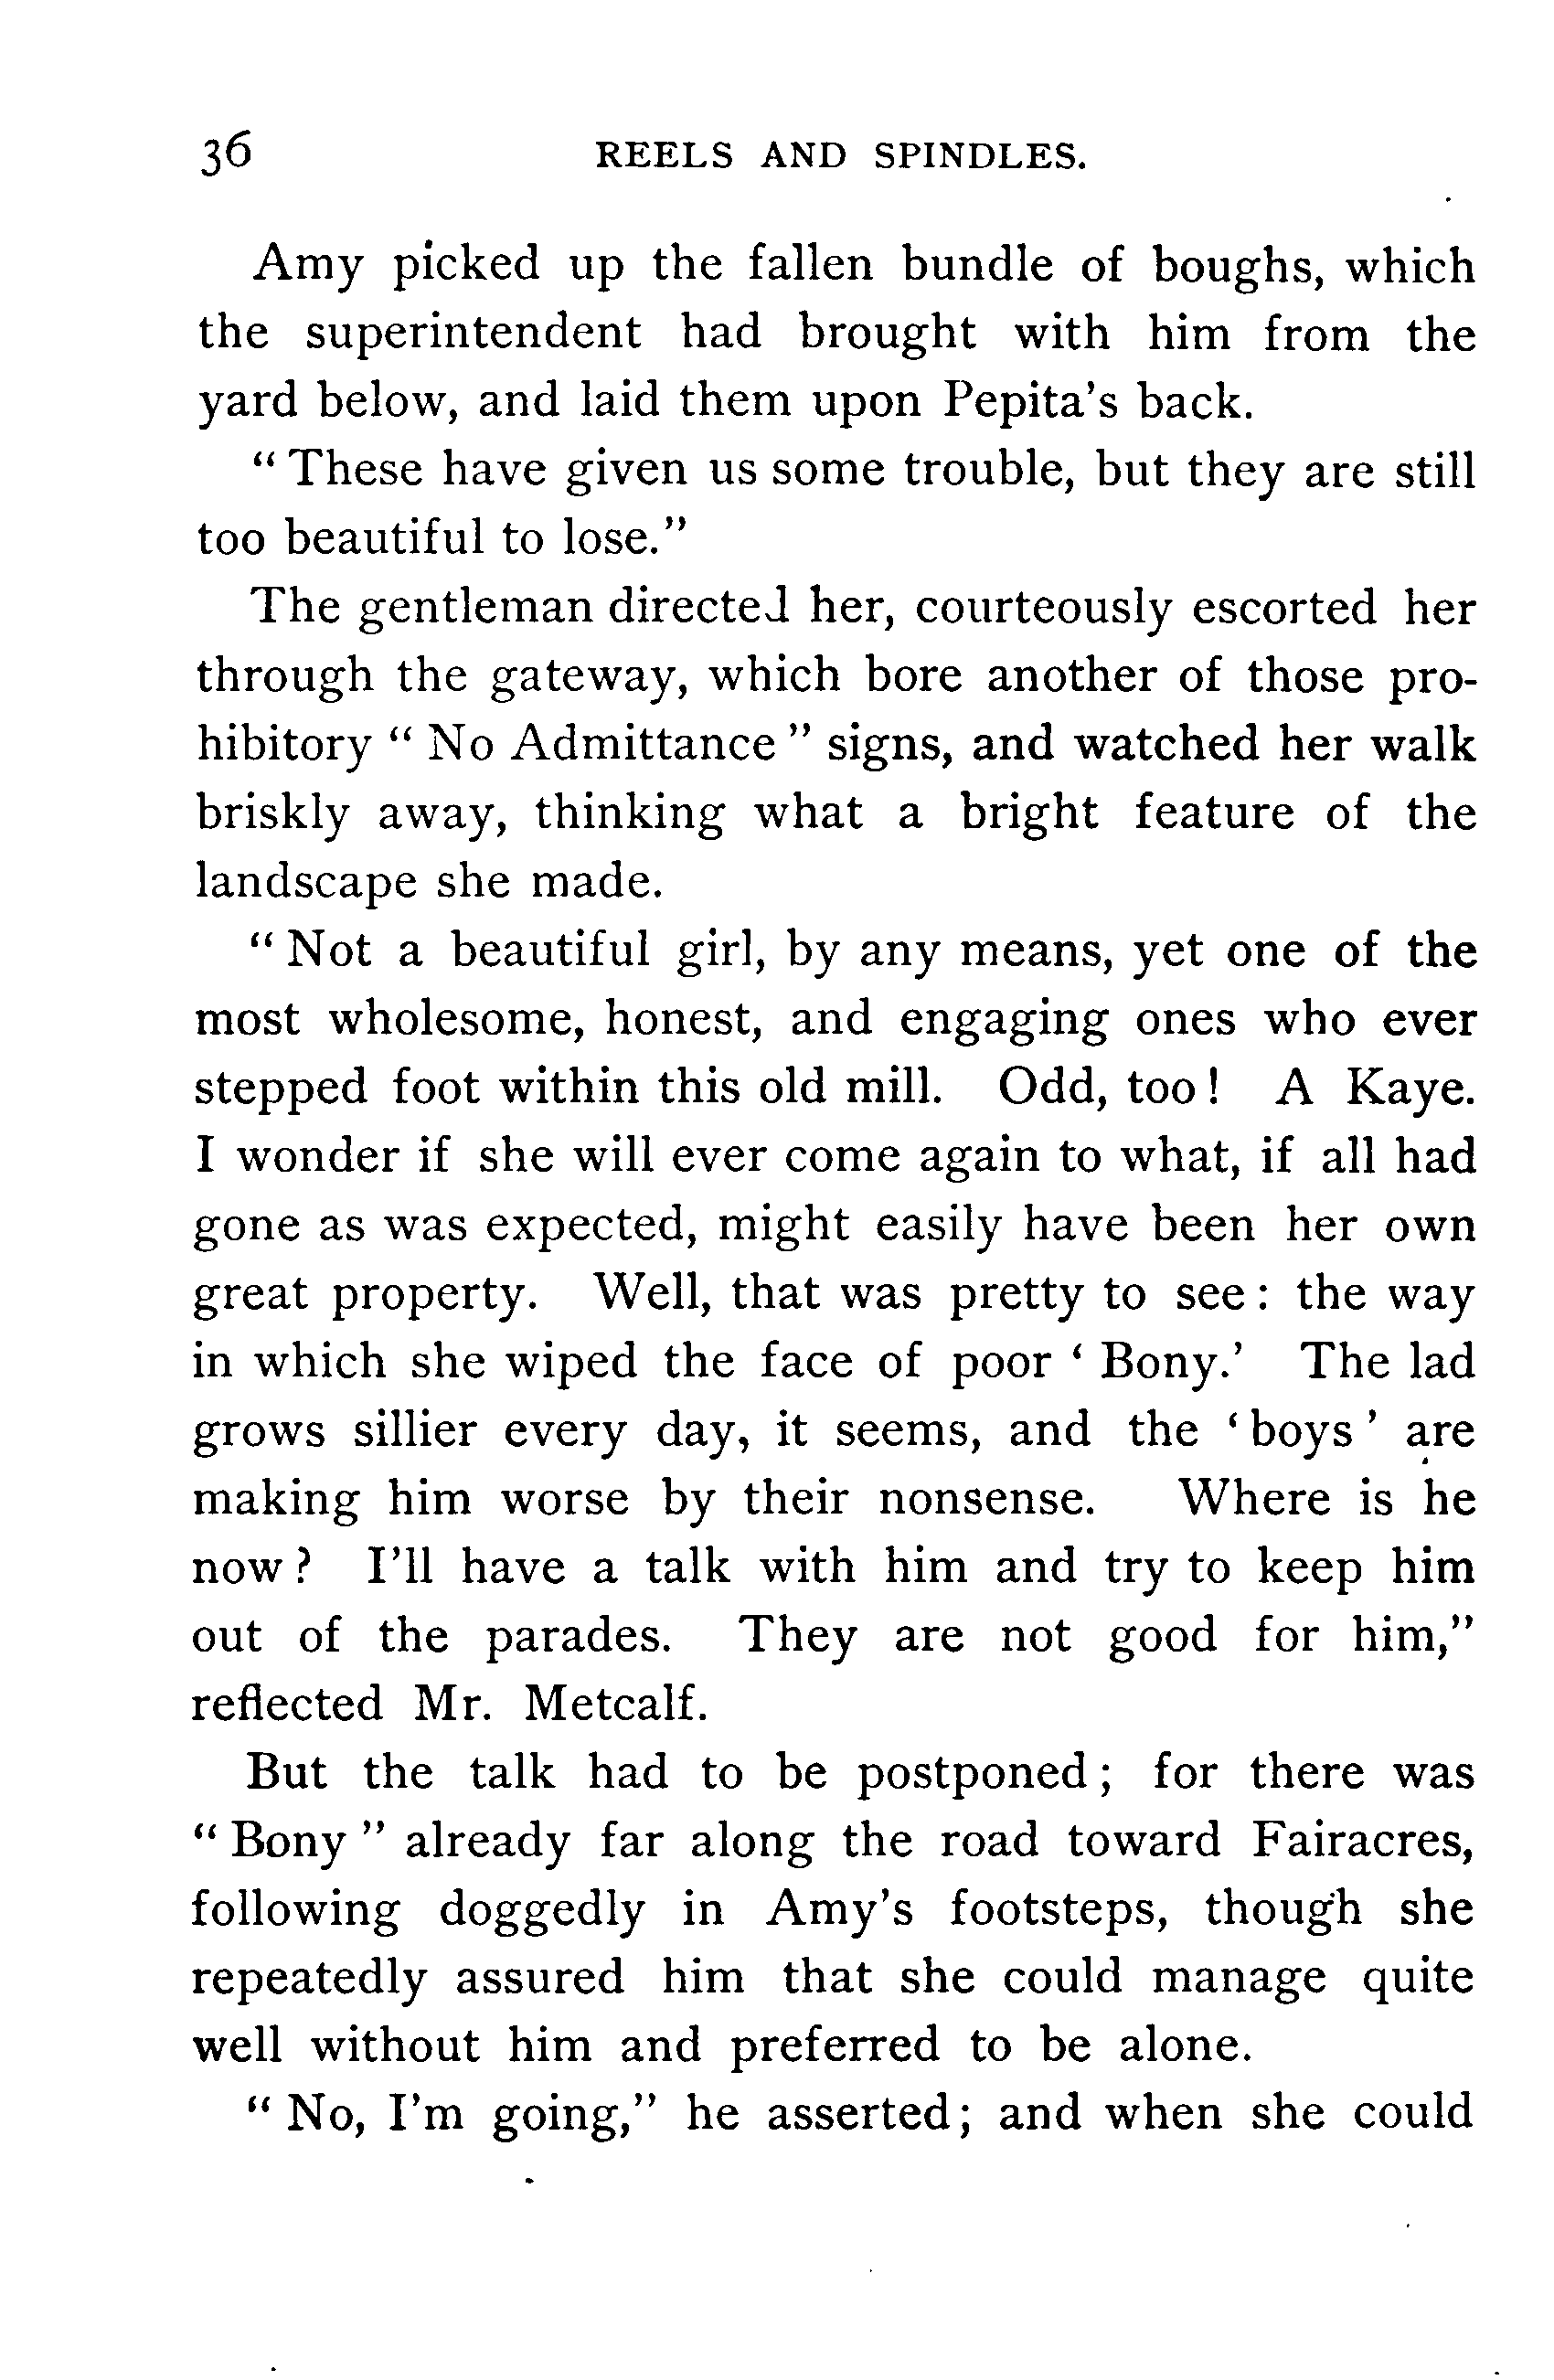 36 REELS AND SPINDLES.
Amy picked up the fallen bundle of boughs, which
the superintendent had brought with him from the
yard below, and laid them upon Pepita's back.
“ These have given us some trouble, but they are still
too beautiful to lose.”
The gentleman directed her, courteously escorted her
through the gateway, which bore another of those pro-
hibitory “ No Admittance ” signs, and watched her walk
briskly away, thinking what a bright feature of the
landscape she made.
“ Not a beautiful girl, by any means, yet one of the
most wholesome, honest, and engaging ones who ever
stepped foot within this old mill. Odd, too ! A Kaye.
I wonder if she will ever come again to what, if all had
gone as was expected, might easily have been her own
great property. Well, that was pretty to see : the way
in which she wiped the face of poor ‘ Bony.’ The lad
grows sillier every day, it seems, and the ‘ boys ’ are
making him worse by their nonsense. Where is he
now ? I'll have a talk with him and try to keep him
out of the parades. They are not good for him,”
reflected Mr. Metcalf.
But the talk had to be postponed ; for there was
“ Bony ” already far along the road toward Fairacres,
following doggedly in Amy's footsteps, though she
repeatedly assured him that she could manage quite
well without him and preferred to be alone.
“ No, I'm going,” he asserted ; and when she could